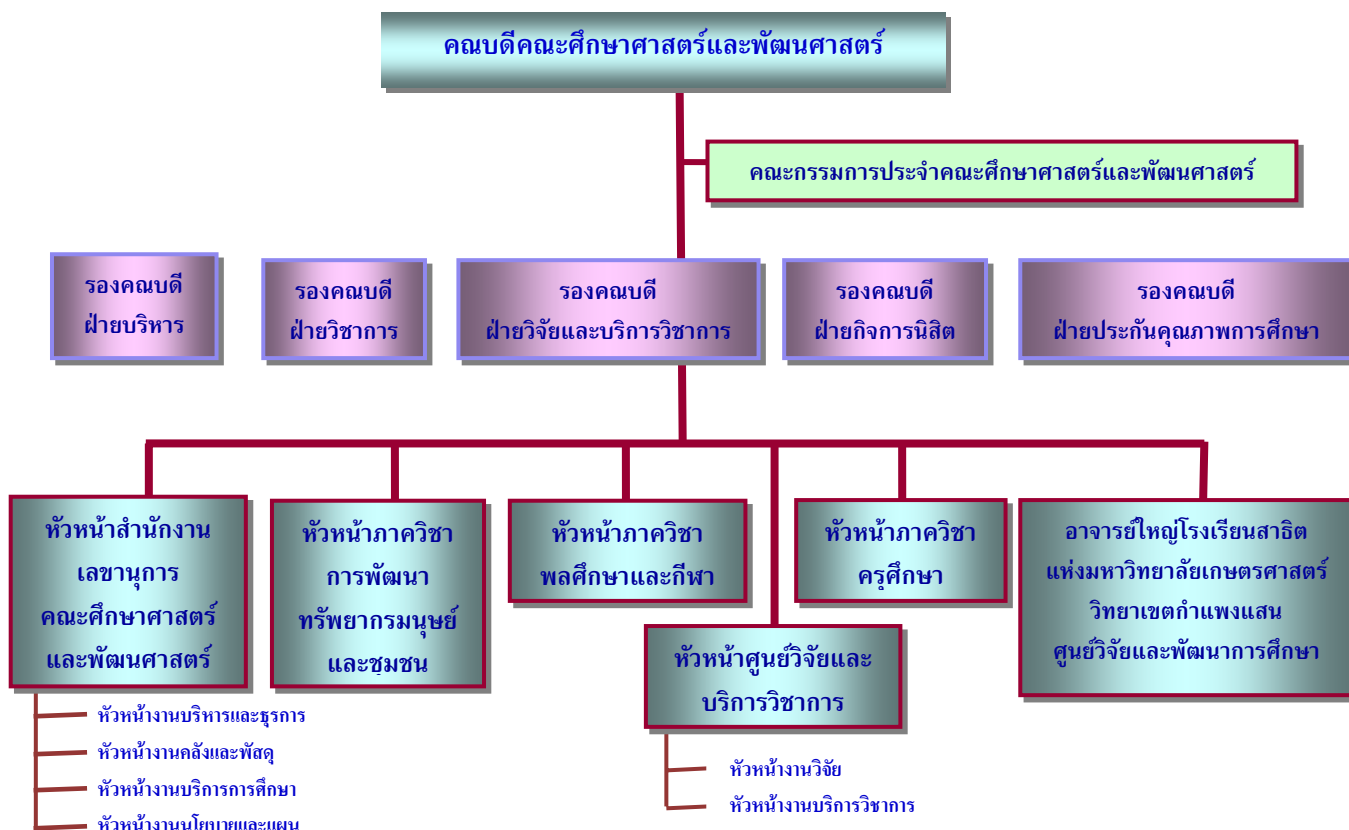 คณบดีคณะศึกษาศาสตร์และพัฒนศาสตร์
คณะกรรมการประจำคณะศึกษาศาสตร์และพัฒนศาสตร์
รองคณบดี
ฝ่ายบริหาร
รองคณบดี
ฝ่ายวิชาการ
รองคณบดี
ฝ่ายวิจัยและบริการวิชาการ
รองคณบดี
ฝ่ายกิจการนิสิต
รองคณบดี
ฝ่ายประกันคุณภาพการศึกษา
หัวหน้าสำนักงาน
เลขานุการ
คณะศึกษาศาสตร์
และพัฒนศาสตร์
หัวหน้างานบริหารและธุรการ
หัวหน้างานคลังและพัสดุ
หัวหน้างานบริการการศึกษา
หัวหน้างานนโยบายและแผน
หัวหน้าภาควิชา
การพัฒนา
ทรัพยากรมนุษย์
และชุมชน
หัวหน้าภาควิชา
พลศึกษาและกีฬา
หัวหน้าศูนย์วิจัยและ
บริการวิชาการ
หัวหน้างานวิจัย
หัวหน้างานบริการวิชาการ
หัวหน้าภาควิชา
ครุศึกษา
อาจารย์ใหญ่โรงเรียนสาธิต
แห่งมหาวิทยาลัยเกษตรศาสตร์
วิทยาเขตกำแพงแสน
ศูนย์วิจัยและพัฒนาการศึกษา